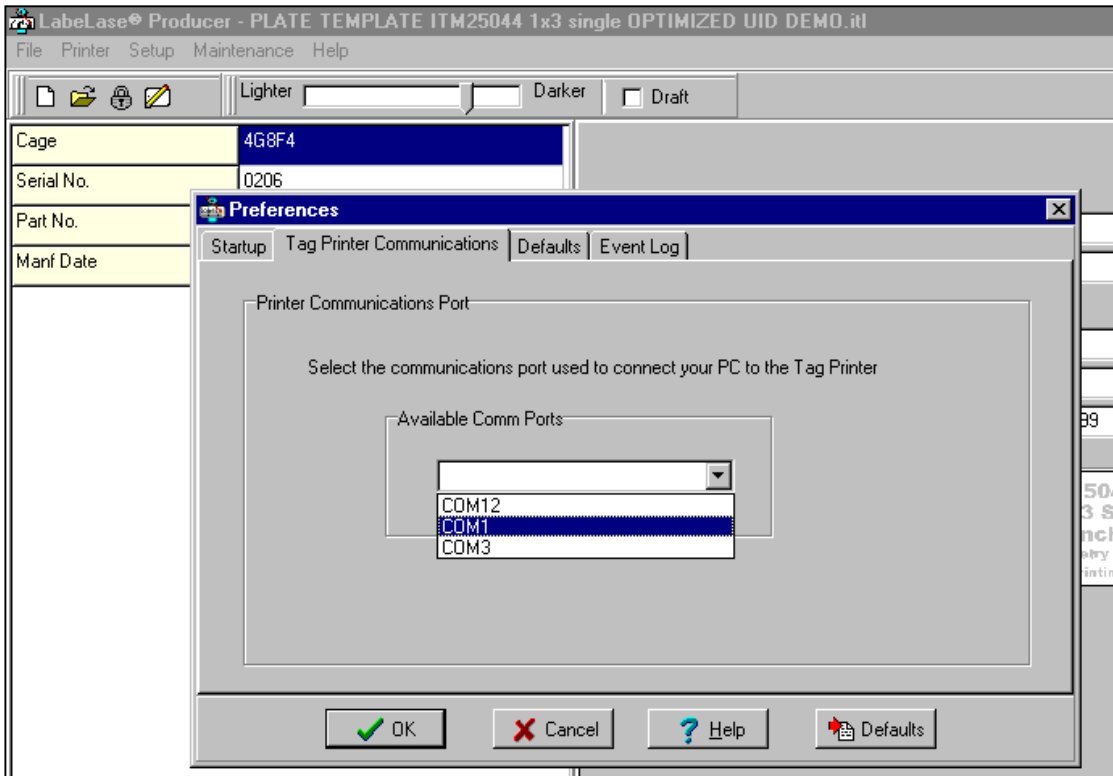 LabeLase® Producer - PLATE TEMPLATE ITM25044 1x3 single OPTIMIZED UID DEMO.itl
File Printer Setup Maintenance Help
Lighter Darker Draft
Cage 4G8F4
Serial No. 0206
Part No.
Manf Date
Preferences
Startup Tag Printer Communications Defaults Event Log
Printer Communications Port
Select the communications port used to connect your PC to the Tag Printer
Available Comm Ports
COM12
COM1
COM3
OK Cancel Help Defaults